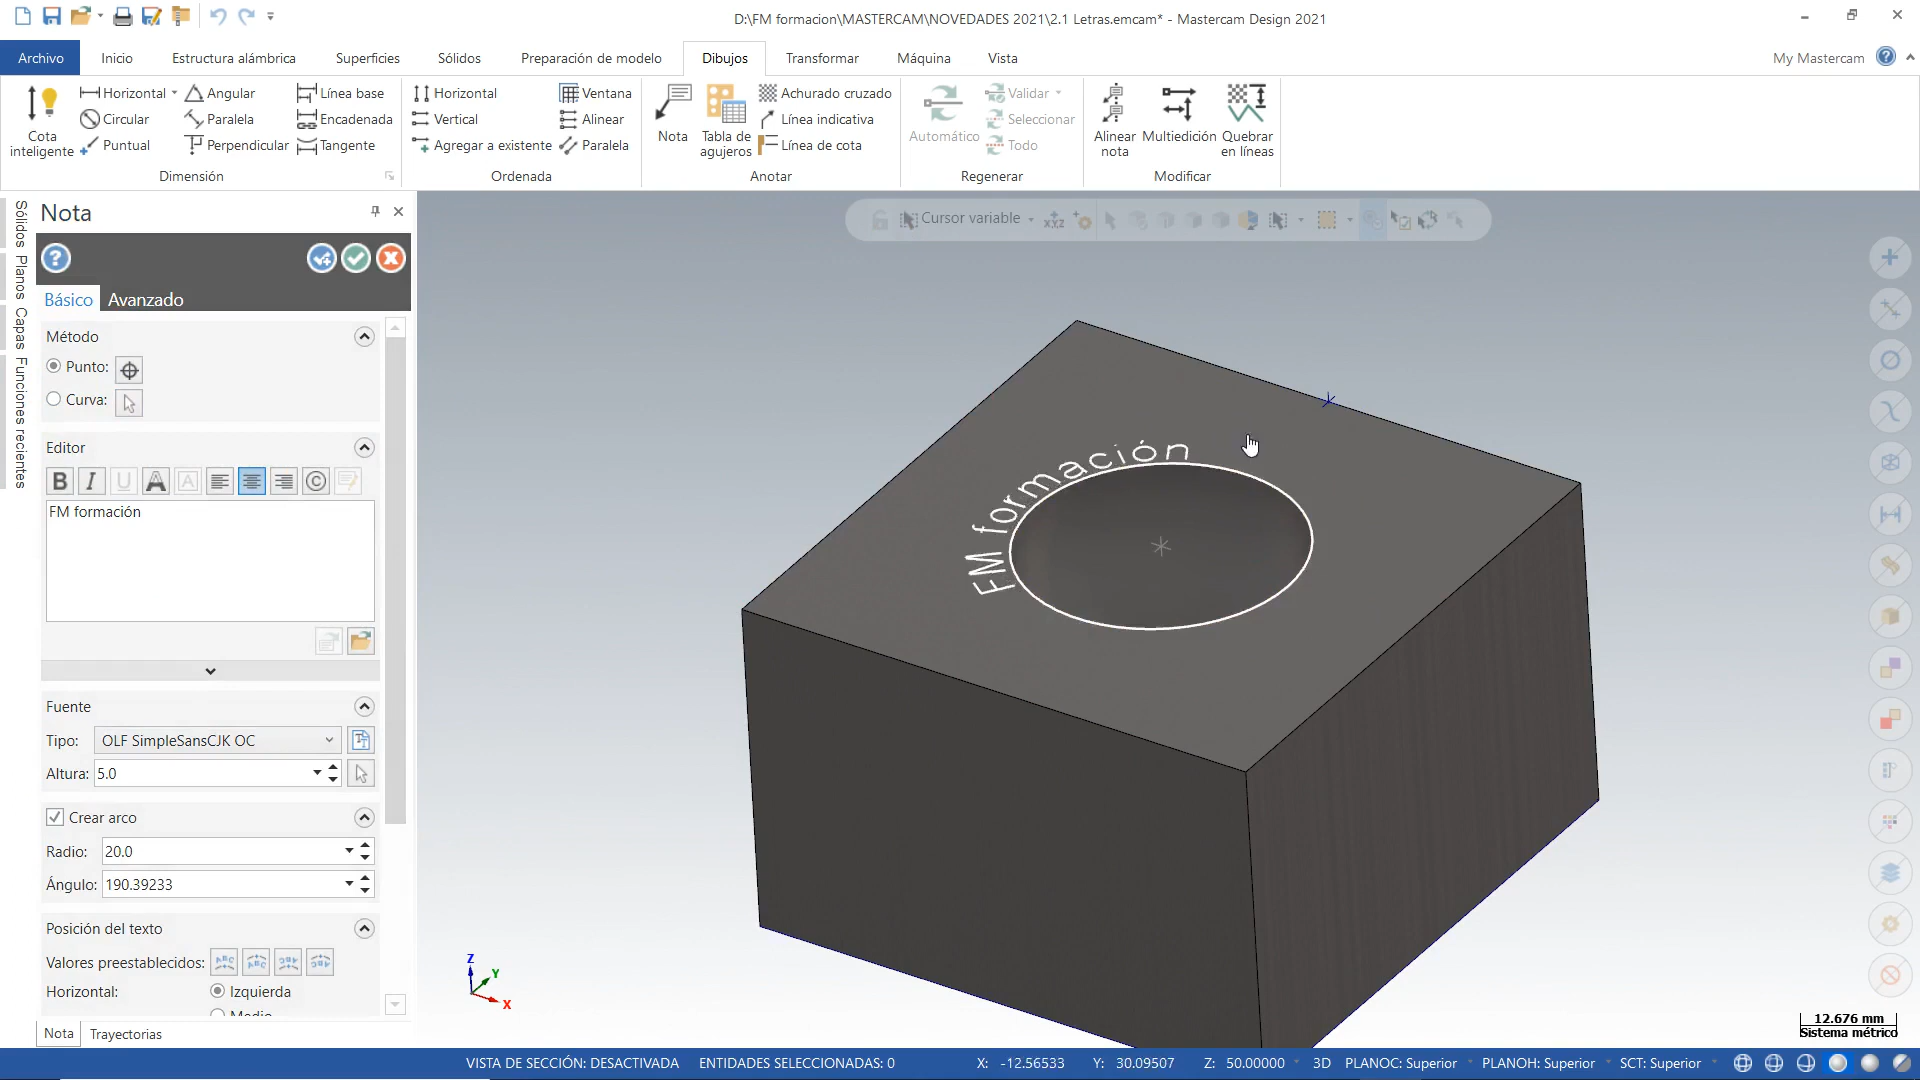 D:\FM formacion\MASTERCAM\NOVEDADES 2021\2.1 Letras.emcam* - Mastercam Design 2021
Archivo Inicio Estructura alámbrica Superficies Sólidos Preparación de modelo Dibujos Transformar Máquina Vista My Mastercam
Cota inteligente
Horizontal Angular Línea base
Circular Paralela Encadenada
Puntual Perpendicular Tangente
Dimensión
Horizontal Ventana
Vertical Alinear
Agregar a existente Paralela
Ordenada
Nota
Tabla de agujeros
Achurado cruzado
Línea indicativa
Línea de cota
Anotar
Automático
Validar
Seleccionar
Todo
Regenerar
Alinear nota
Multiedición
Quebrar en líneas
Modificar
Sólidos Planos Capas Funciones recientes
Nota
Básico Avanzado
Método
Punto:
Curva:
Editor
B I U A A
FM formación
Fuente
Tipo: OLF SimpleSansCJK OC
Altura: 5.0
Crear arco
Radio: 20.0
Ángulo: 190.39233
Posición del texto
Valores preestablecidos: ABC ABC ABC ABC
Horizontal: Izquierda
Medio
Nota Trayectorias
Cursor variable
XYZ
FM formación
Z
Y
X
12.676 mm
Sistema métrico
VISTA DE SECCIÓN: DESACTIVADA ENTIDADES SELECCIONADAS: 0 X: -12.56533 Y: 30.09507 Z: 50.00000 3D PLANOC: Superior PLANOH: Superior SCT: Superior